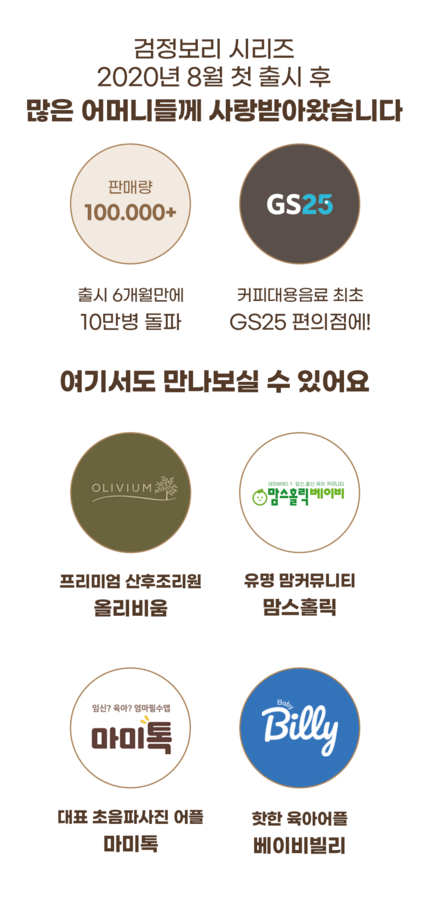 검정보리 시리즈
2020년 8월 첫 출시 후
많은 어머니들께 사랑받아왔습니다
판매량
100.000+
GS25
출시 6개월만에
10만병 돌파
커피대용음료 최초
GS25 편의점에!
여기서도 만나보실 수 있어요
OLIVIUM
네이버NO.1 임신,출산,육아 커뮤니티
맘스홀릭베이비
프리미엄 산후조리원
올리비움
유명 맘커뮤니티
맘스홀릭
임신? 육아? 엄마필수앱
마미톡
Baby
Billy
대표 초음파사진 어플
마미톡
핫한 육아어플
베이비빌리